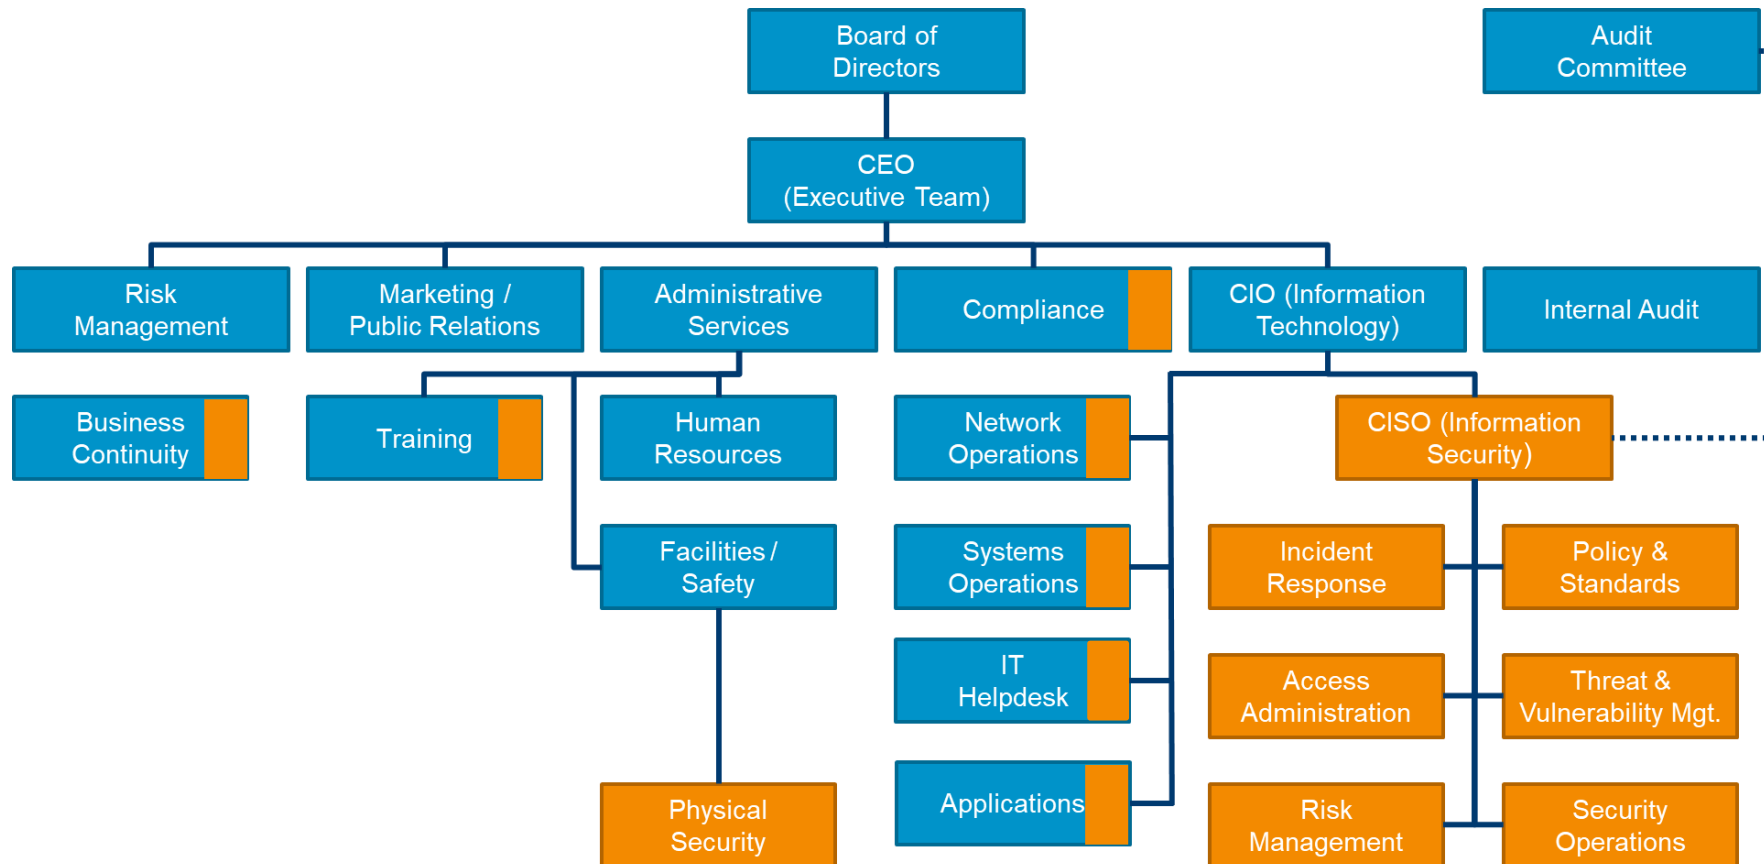 Board of
Directors
Audit
Committee
CEO
(Executive Team)
Risk
Management
Marketing /
Public Relations
Administrative
Services
Compliance
CIO (Information
Technology)
Internal Audit
Business
Continuity
Training
Human
Resources
Network
Operations
CISO (Information
Security)
Facilities /
Safety
Systems
Operations
Incident
Response
Policy &
Standards
IT
Helpdesk
Access
Administration
Threat &
Vulnerability Mgt.
Physical
Security
Applications
Risk
Management
Security
Operations